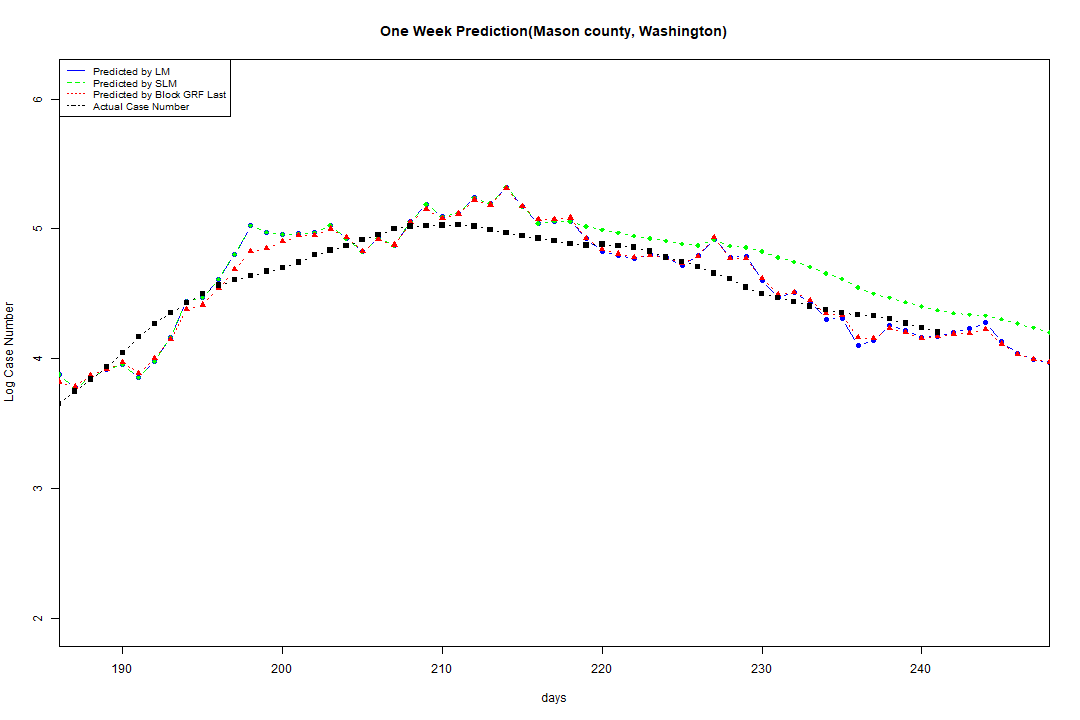 One Week Prediction(Mason county, Washington)
Predicted by LM
Predicted by SLM
Predicted by Block GRF Last
Actual Case Number
6
5
4
3
2
Log Case Number
190 200 210 220 230 240
days